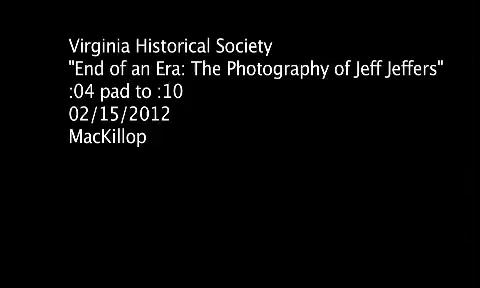 Virginia Historical Society
"End of an Era: The Photography of Jeff Jeffers"
:04 pad to :10
02/15/2012
MacKillop